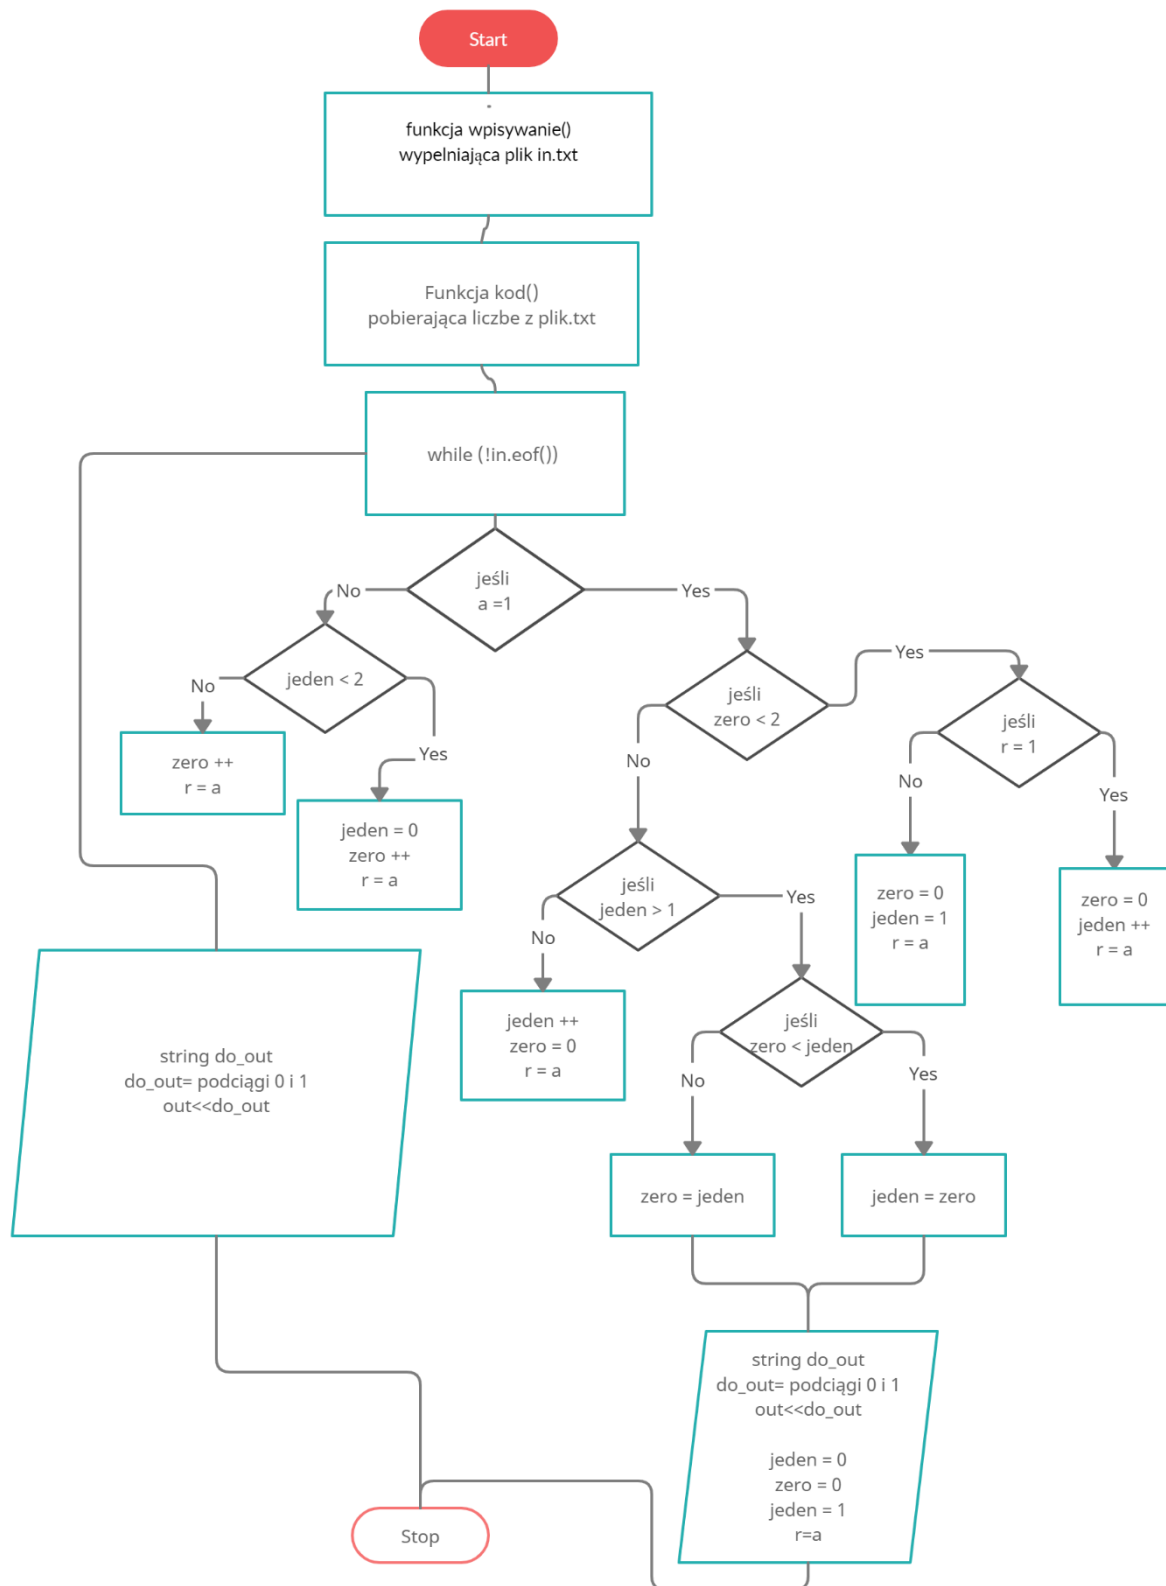 Start
funkcja wpisywanie()
wypelniająca plik in.txt
Funkcja kod()
pobierająca liczbe z plik.txt
while (!in.eof())
jeśli
a =1
No
Yes
jeden < 2
No
Yes
zero ++
r = a
jeden = 0
zero ++
r = a
jeśli
zero < 2
Yes
No
jeśli
r = 1
No
Yes
zero = 0
jeden = 1
r = a
zero = 0
jeden ++
r = a
jeśli
jeden > 1
No
Yes
jeden ++
zero = 0
r = a
jeśli
zero < jeden
No
Yes
zero = jeden
jeden = zero
string do_out
do_out= podciągi 0 i 1
out<<do_out
string do_out
do_out= podciągi 0 i 1
out<<do_out
jeden = 0
zero = 0
jeden = 1
r=a
Stop